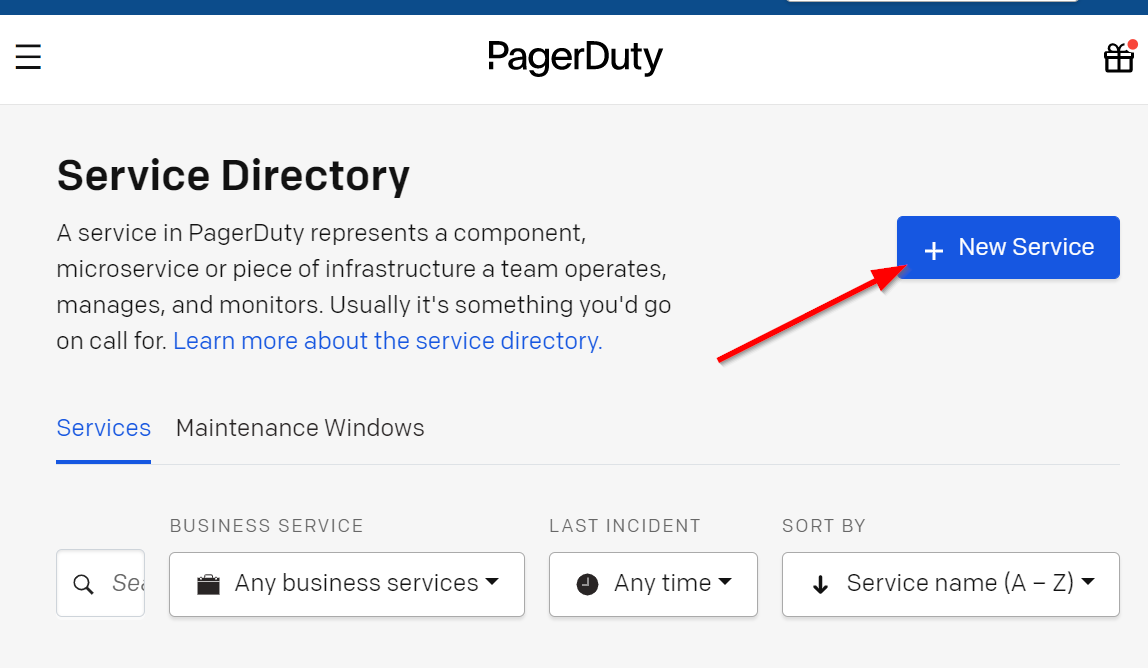 PagerDuty
Service Directory
A service in PagerDuty represents a component,
microservice or piece of infrastructure a team operates,
manages, and monitors. Usually it's something you'd go
on call for. Learn more about the service directory.
+ New Service
Services Maintenance Windows
BUSINESS SERVICE LAST INCIDENT SORT BY
Any business services Any time Service name (A – Z)